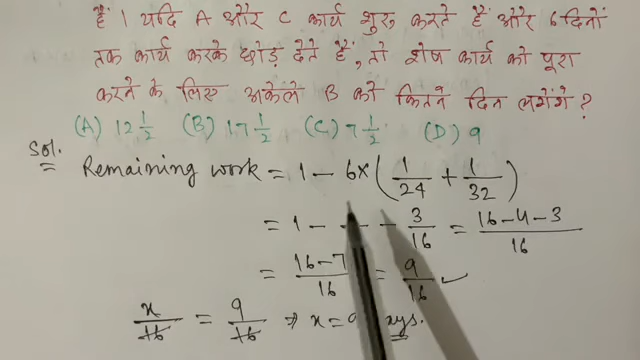 हैं । यदि A और C कार्य शुरू करते हैं और 6 दिनों
तक कार्य करके छोड़ देते हैं, तो शेष कार्य को पूरा
करने के लिए अकेले B को कितने दिन लगेंगे ?
(A) 12 1/2 (B) 17 1/2 (C) 7 1/2 (D) 9
Sol.
Remaining work = 1 - 6 × (1/24 + 1/32)
= 1 - - 3/16 = (16-4-3)/16
= (16-7)/16 = 9/16 ✓
x/16 = 9/16 ⇒ x = ays.